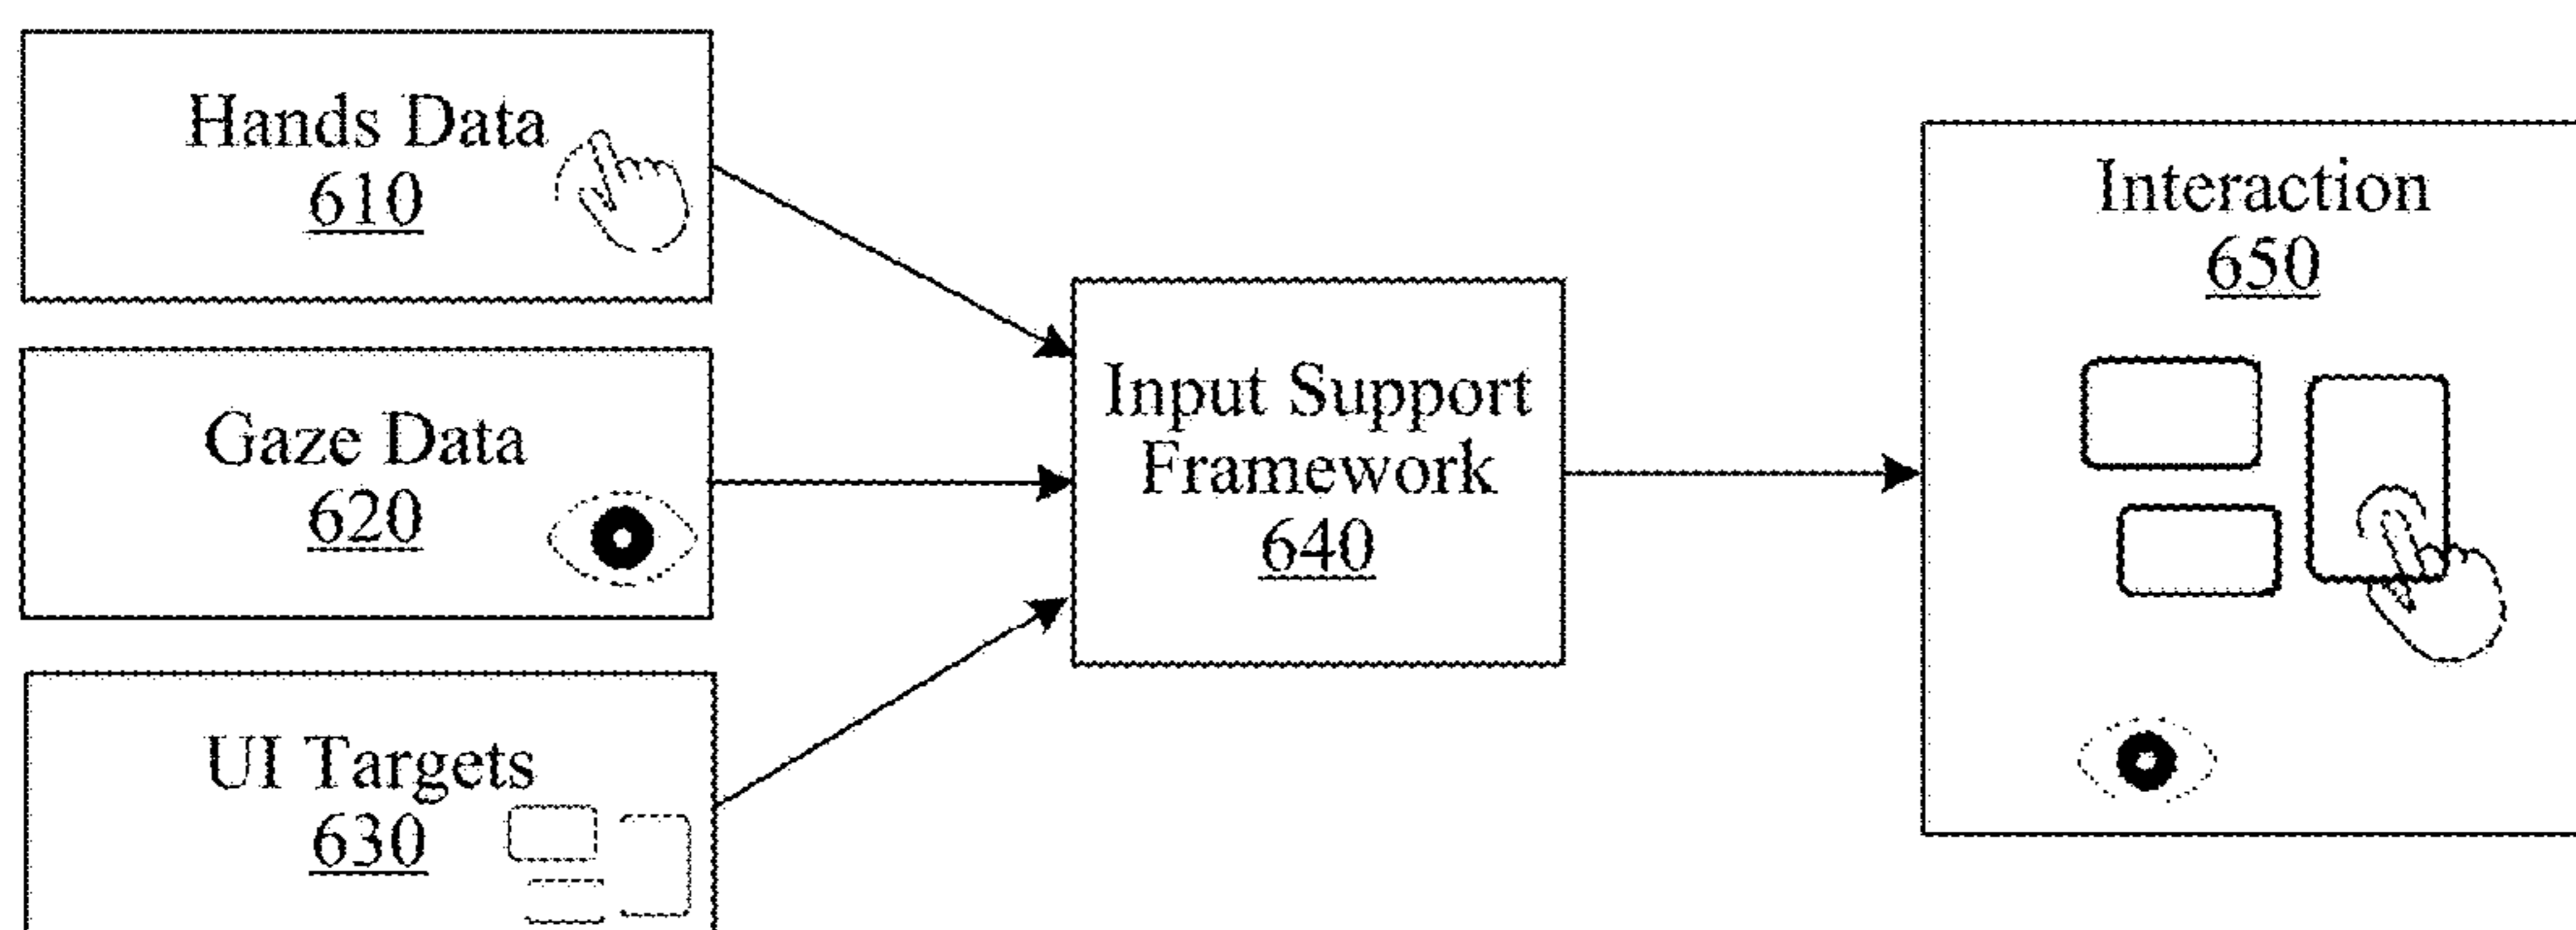 Hands Data
610
Gaze Data
620
UI Targets
630
Input Support
Framework
640
Interaction
650